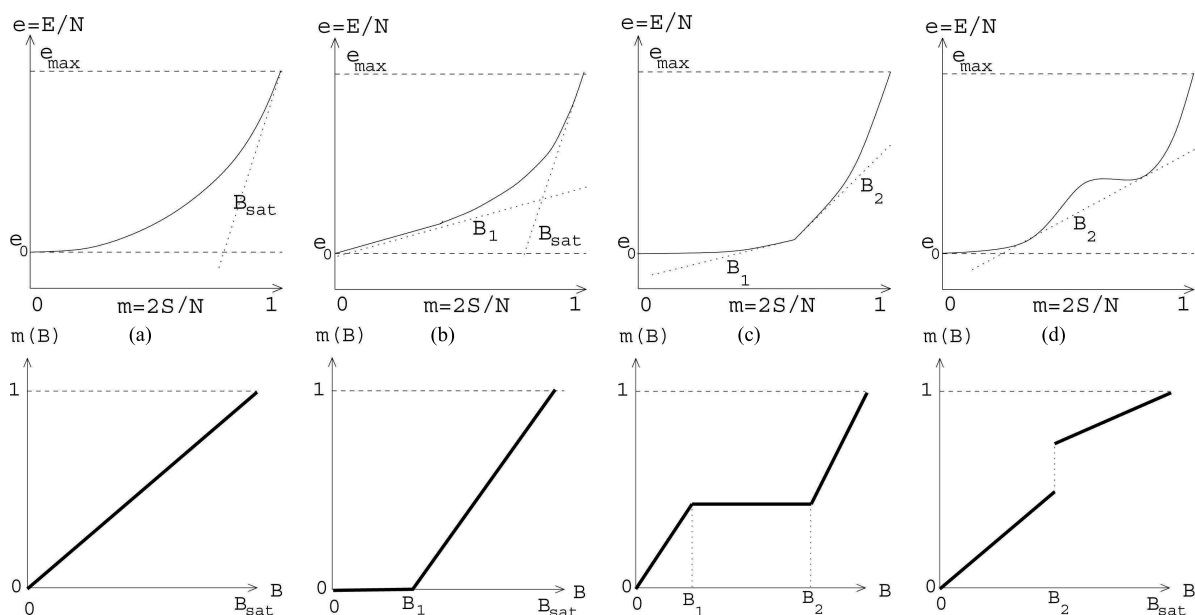 e=E/N
e=E/N
e=E/N
e=E/N
e_max
e_max
e_max
e_max
B_sat
B_1
B_sat
B_1
B_2
B_2
e_0
e_0
e_0
e_0
0 m=2S/N 1
0 m=2S/N 1
0 m=2S/N 1
0 m=2S/N 1
(a)
(b)
(c)
(d)
m(B)
m(B)
m(B)
m(B)
1
1
1
1
0
0
0
0
0 B_sat B
0 B_1 B_sat B
0 B_1 B_2 B
0 B_2 B_sat B